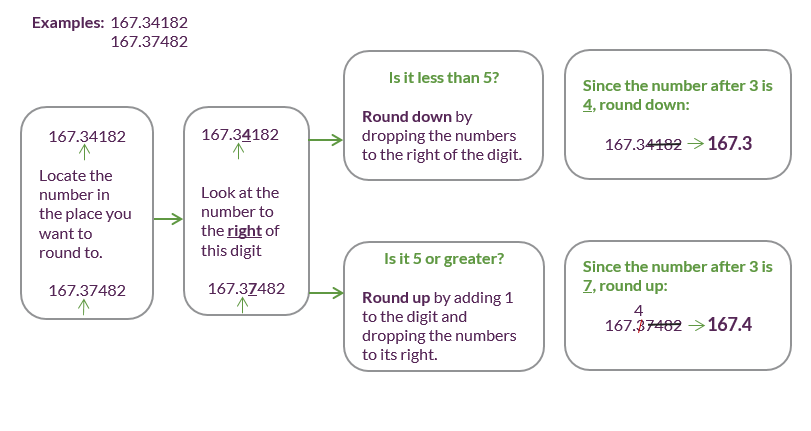 Examples: 167.34182
167.37482
167.34182
Locate the
number in
the place you
want to
round to.
167.37482
167.34182
Look at the
number to
the right of
this digit
167.37482
Is it less than 5?
Round down by
dropping the numbers
to the right of the digit.
Since the number after 3 is
4, round down:
167.34182 → 167.3
Is it 5 or greater?
Round up by adding 1
to the digit and
dropping the numbers
to its right.
Since the number after 3 is
7, round up:
4
167.37482 → 167.4